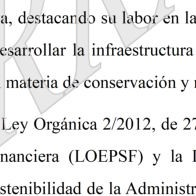 a, destacando su labor en la
esarrollar la infraestructura
materia de conservación y
Ley Orgánica 2/2012, de 27
nanciera (LOEPSF) y la
stenibilidad de la Administr